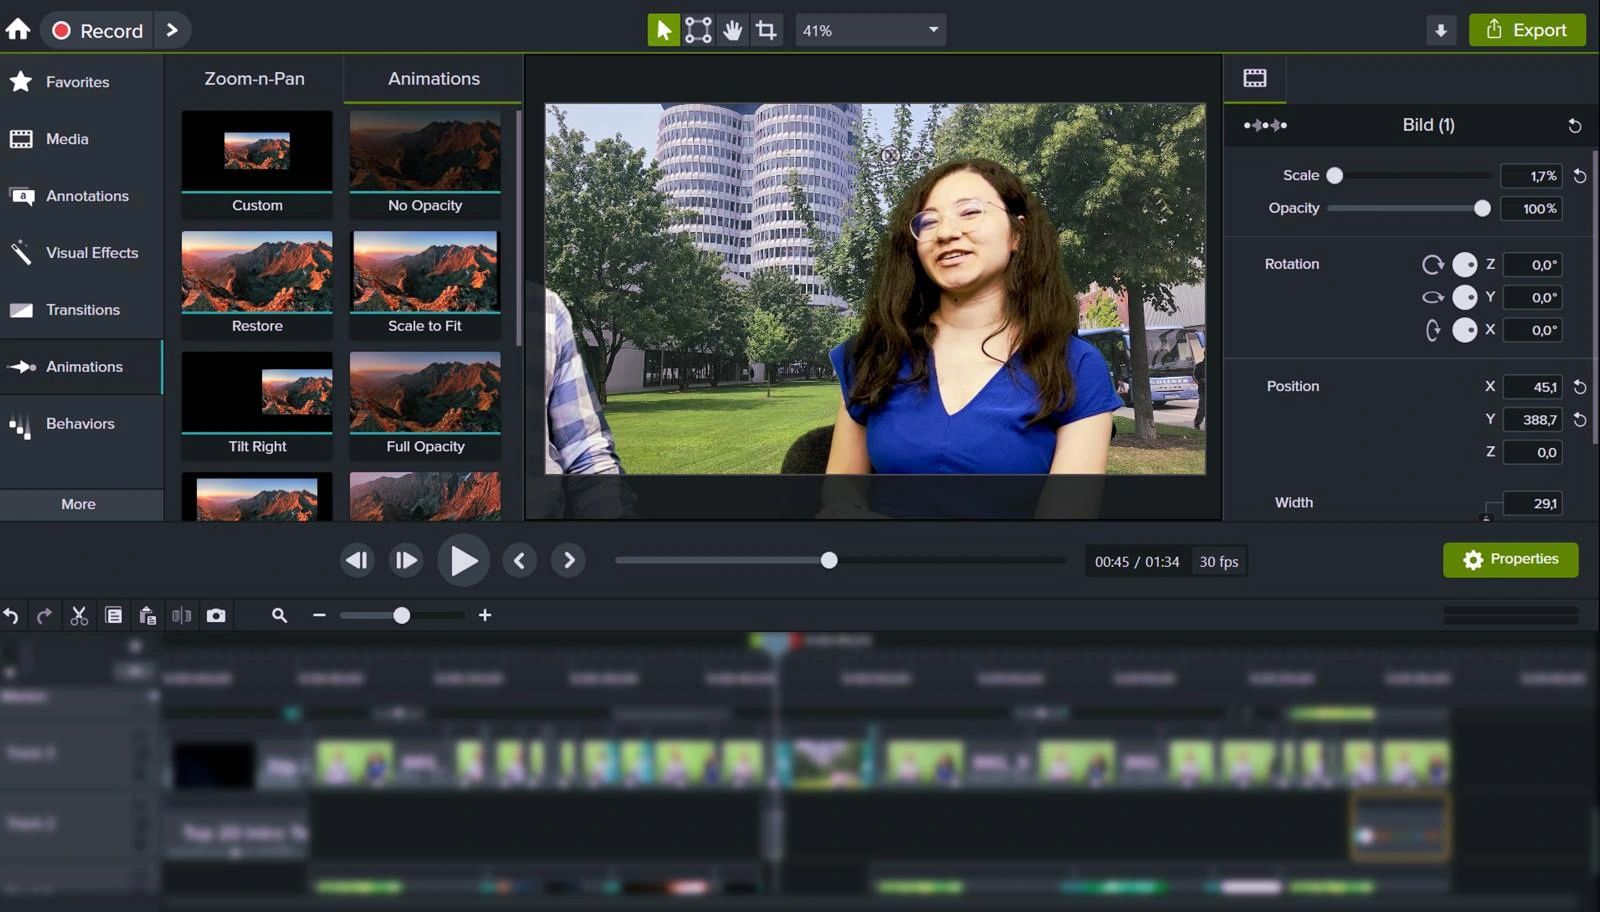 Record
41%
Export
Favorites
Media
a
Annotations
Visual Effects
Transitions
Animations
Behaviors
More
Zoom-n-Pan
Animations
Custom
No Opacity
Restore
Scale to Fit
Tilt Right
Full Opacity
Bild (1)
Scale
1,7%
Opacity
100%
Rotation
Z
0,0°
Y
0,0°
X
0,0°
Position
X
45,1
Y
388,7
Z
0,0
Width
29,1
00:45 / 01:34
30 fps
Properties